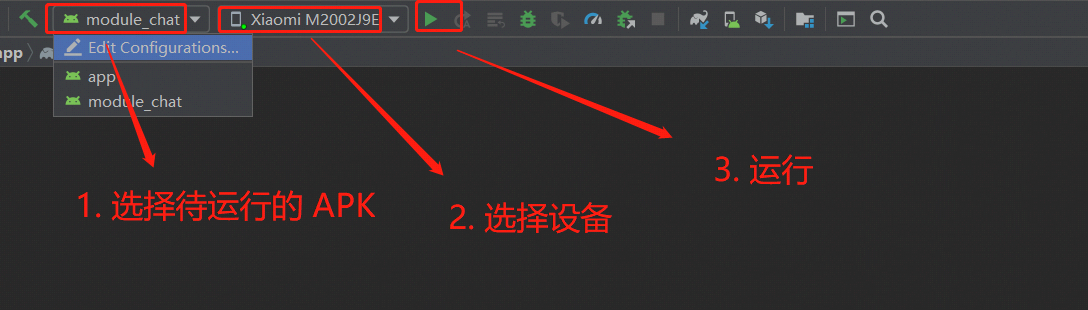 module_chat
Xiaomi M2002J9E
Edit Configurations...
app
app
module_chat
1. 选择待运行的 APK
2. 选择设备
3. 运行